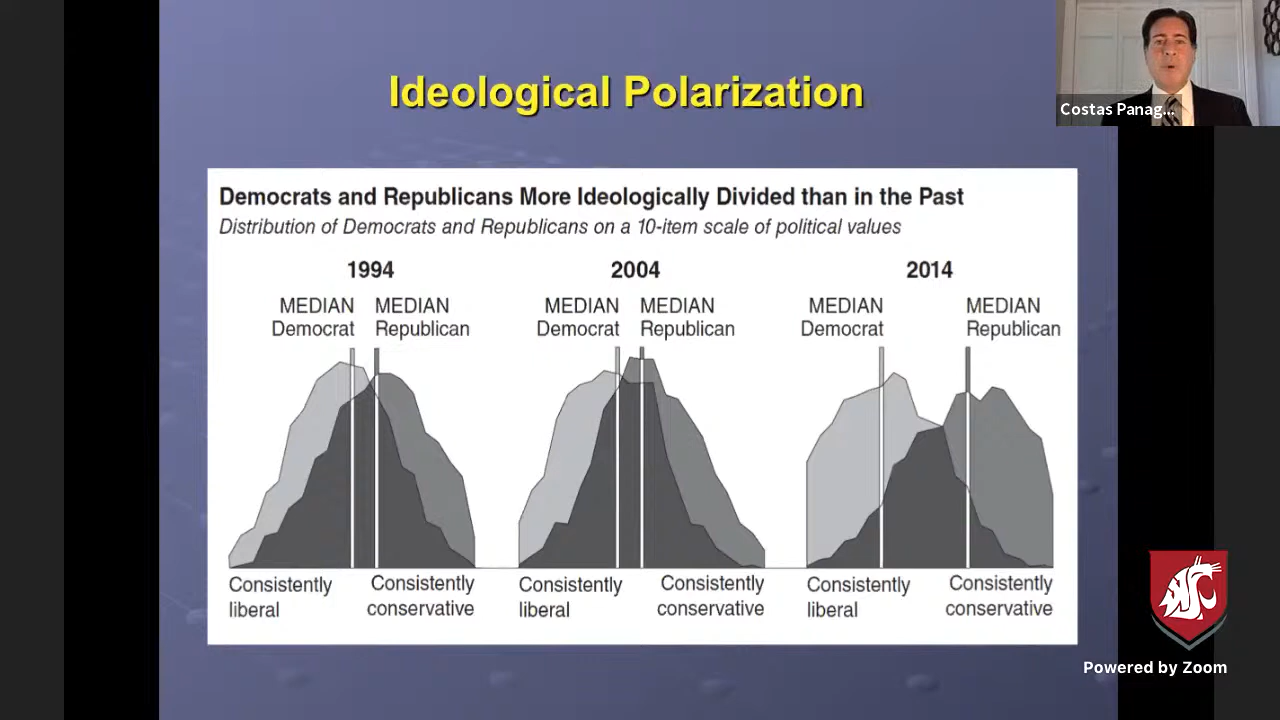 Ideological Polarization
Costas Panag...
Democrats and Republicans More Ideologically Divided than in the Past
Distribution of Democrats and Republicans on a 10-item scale of political values
1994
2004
2014
MEDIAN MEDIAN
Democrat Republican
MEDIAN MEDIAN
Democrat Republican
MEDIAN MEDIAN
Democrat Republican
Consistently
liberal
Consistently
conservative
Consistently
liberal
Consistently
conservative
Consistently
liberal
Consistently
conservative
Powered by Zoom